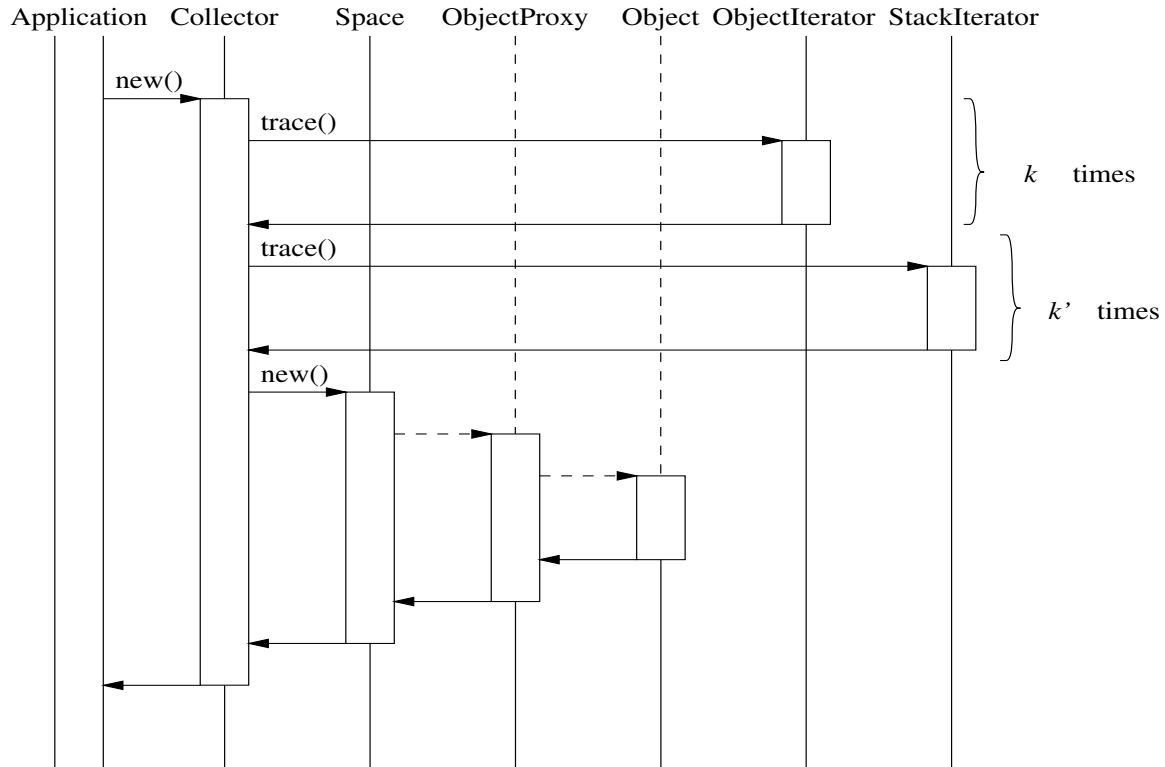 Application Collector Space ObjectProxy Object ObjectIterator StackIterator
new()
trace()
k times
trace()
k’ times
new()